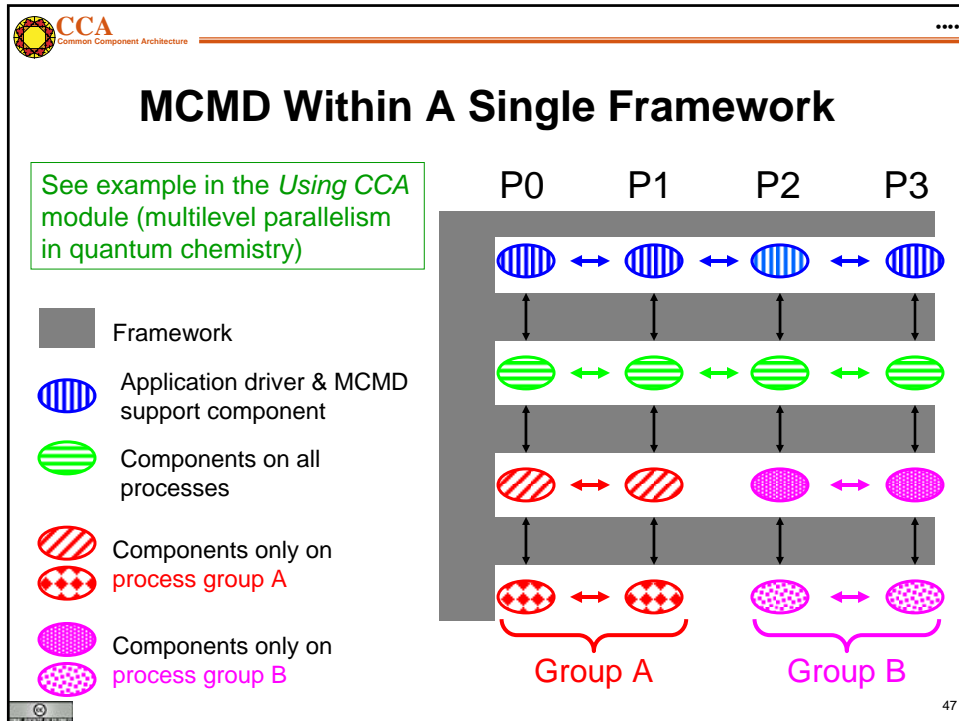 CCA
Common Component Architecture
MCMD Within A Single Framework
See example in the Using CCA
module (multilevel parallelism
in quantum chemistry)
P0 P1 P2 P3
Framework
Application driver & MCMD
support component
Components on all
processes
Components only on
process group A
Components only on
process group B
Group A Group B
47